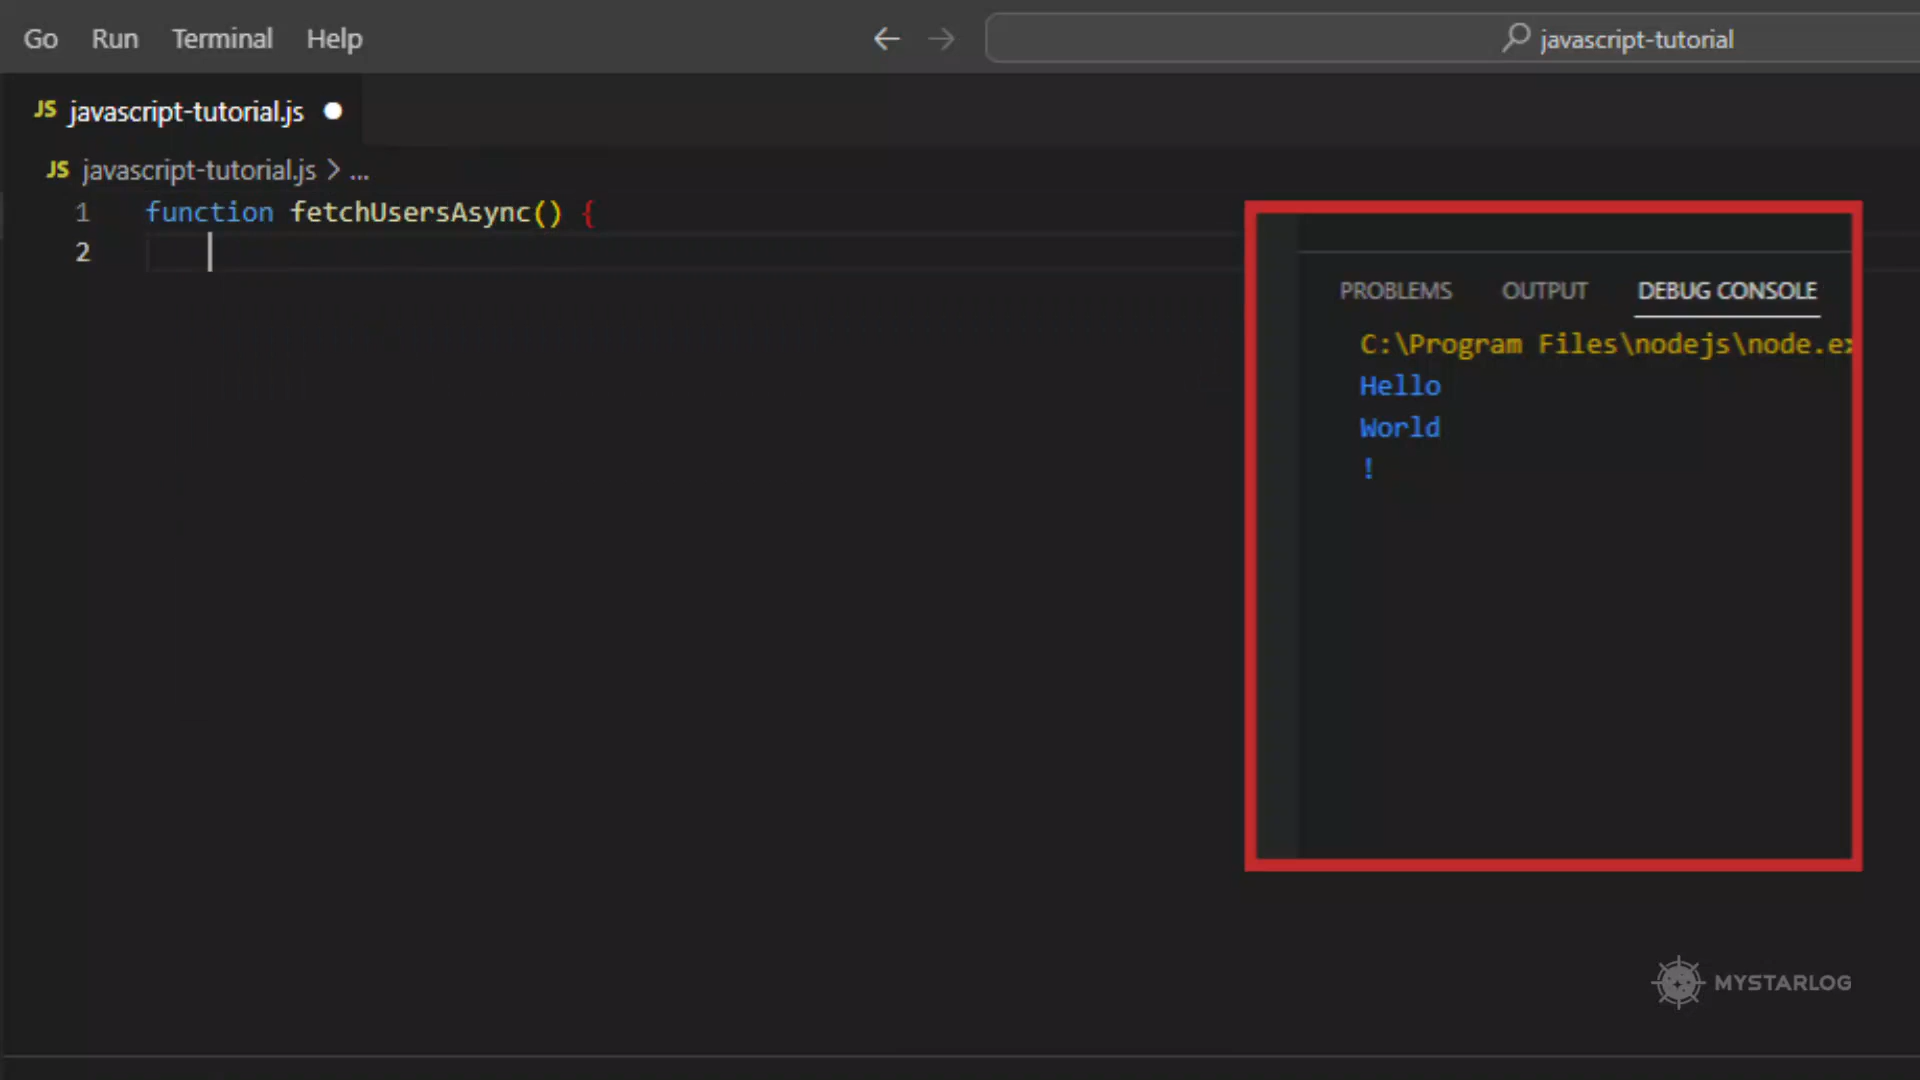 Go Run Terminal Help javascript-tutorial
JS javascript-tutorial.js
JS javascript-tutorial.js > ...
1 function fetchUsersAsync() {
2
PROBLEMS OUTPUT DEBUG CONSOLE
C:\Program Files\nodejs\node.ex
Hello
World
!
MYSTARLOG